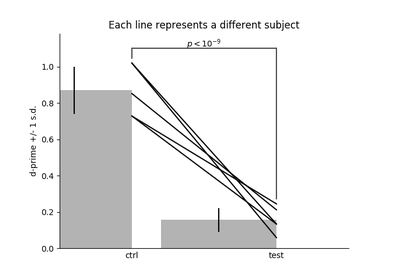 Each line represents a different subject
p < 10⁻⁹
d-prime +/- 1 s.d.
1.0
0.8
0.6
0.4
0.2
0.0
ctrl
test